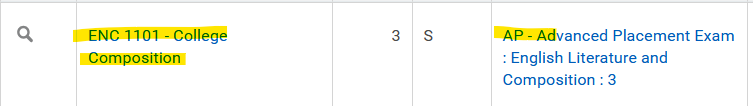 ENC 1101 - College Composition
3
S
AP - Advanced Placement Exam
: English Literature and
Composition : 3